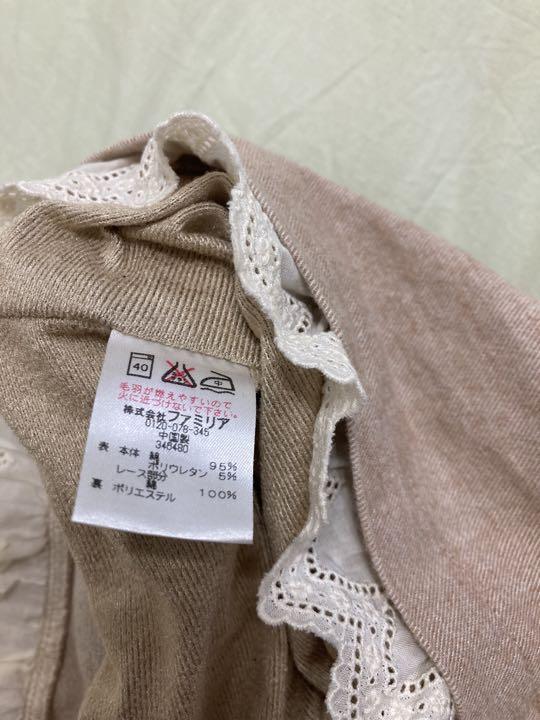 40
中
毛羽が燃えやすいので
火に近づけないで下さい。
株式会社 ファミリア
0120-078-345
中国製
345480
表 本体 綿 95%
ポリウレタン 5%
レース部分
綿
裏 ポリエステル 100%